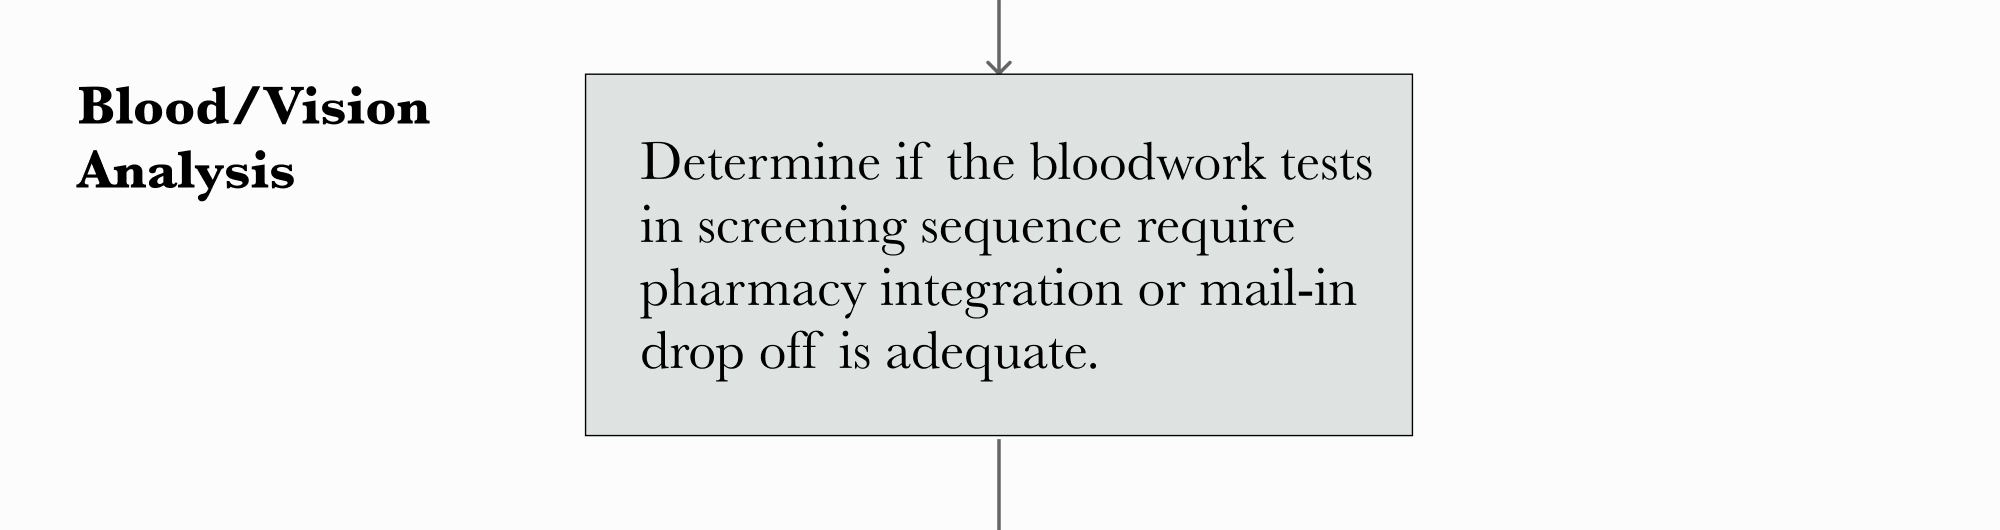 Blood/Vision
Analysis
Determine if the bloodwork tests
in screening sequence require
pharmacy integration or mail-in
drop off is adequate.